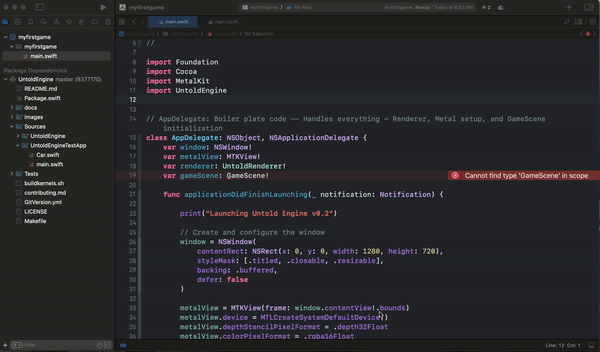 myfirstgame
myfirstgame
My Mac
myfirstgame: Ready | Today at 6:52 AM
2
main.swift
main.swift
myfirstgame
myfirstgame
main.swift
No Selection
myfirstgame
myfirstgame
main.swift
Package Dependencies
UntoldEngine master (9377170)
README.md
Package.swift
docs
images
Sources
UntoldEngine
UntoldEngineTestApp
Car.swift
main.swift
Tests
buildkernels.sh
contributing.md
GitVersion.yml
LICENSE
Makefile
Filter
6 //
8 import Foundation
9 import Cocoa
10 import MetalKit
11 import UntoldEngine
12
13
14 // AppDelegate: Boiler plate code -- Handles everything – Renderer, Metal setup, and GameScene
initialization
15 class AppDelegate: NSObject, NSApplicationDelegate {
16 var window: NSWindow!
17 var metalView: MTKView!
18 var renderer: UntoldRenderer!
19 var gameScene: GameScene!
Cannot find type 'GameScene' in scope
21 func applicationDidFinishLaunching(_ notification: Notification) {
22
23 print("Launching Untold Engine v0.2")
24
25 // Create and configure the window
26 window = NSWindow(
27 contentRect: NSRect(x: 0, y: 0, width: 1280, height: 720),
28 styleMask: [.titled, .closable, .resizable],
29 backing: .buffered,
30 defer: false
31 )
32
33 metalView = MTKView(frame: window.contentView!.bounds)
34 metalView.device = MTLCreateSystemDefaultDevice()
35 metalView.depthStencilPixelFormat = .depth32Float
36 metalView.colorPixelFormat = .rgba16Float
Line: 12 Col: 1